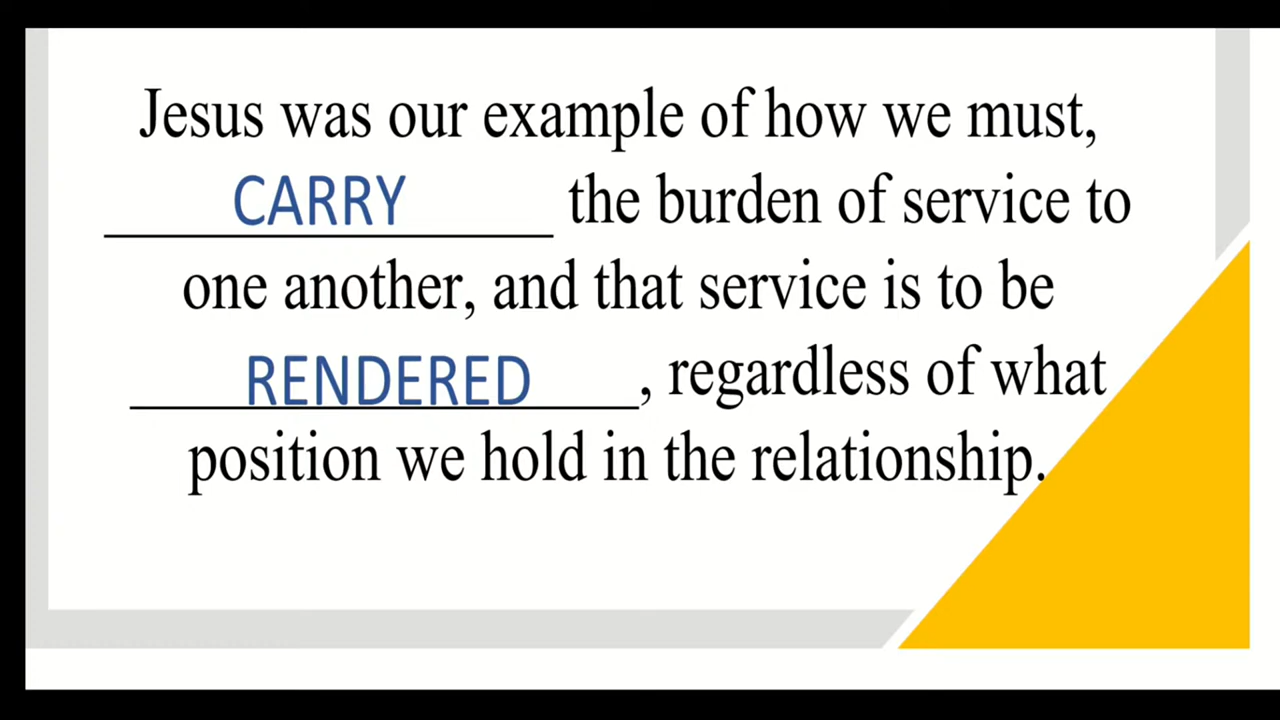 Jesus was our example of how we must,
CARRY the burden of service to
one another, and that service is to be
RENDERED, regardless of what
position we hold in the relationship.